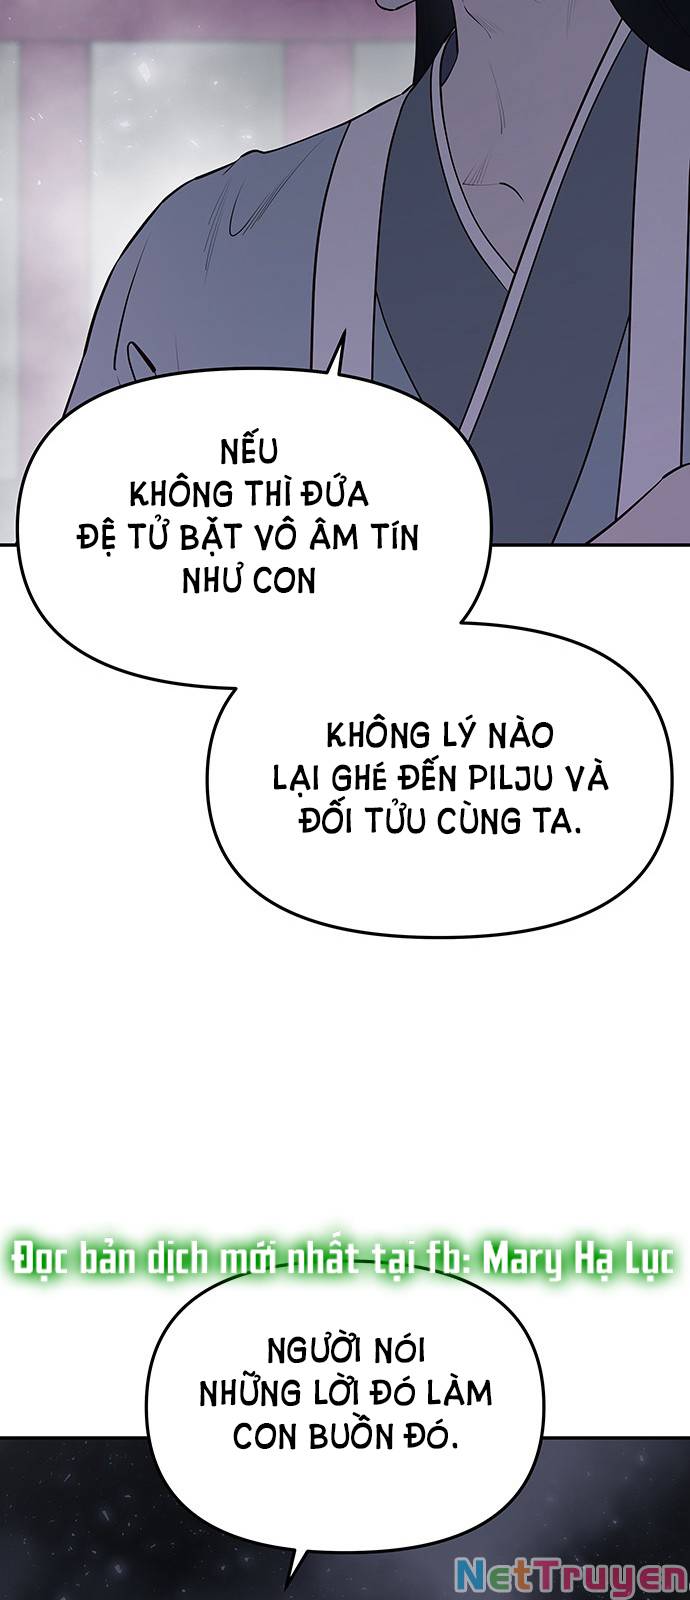 NẾU
KHÔNG THÌ ĐỨA
ĐỆ TỬ BẶT VÔ ÂM TÍN
NHƯ CON
KHÔNG LÝ NÀO
LẠI GHÉ ĐẾN PILJU VÀ
ĐỐI TỬU CÙNG TA.
Đọc bản dịch mới nhất tại fb: Mary Hạ Lục
NGƯỜI NÓI
NHỮNG LỜI ĐÓ LÀM
CON BUỒN ĐÓ.
NetTruyen